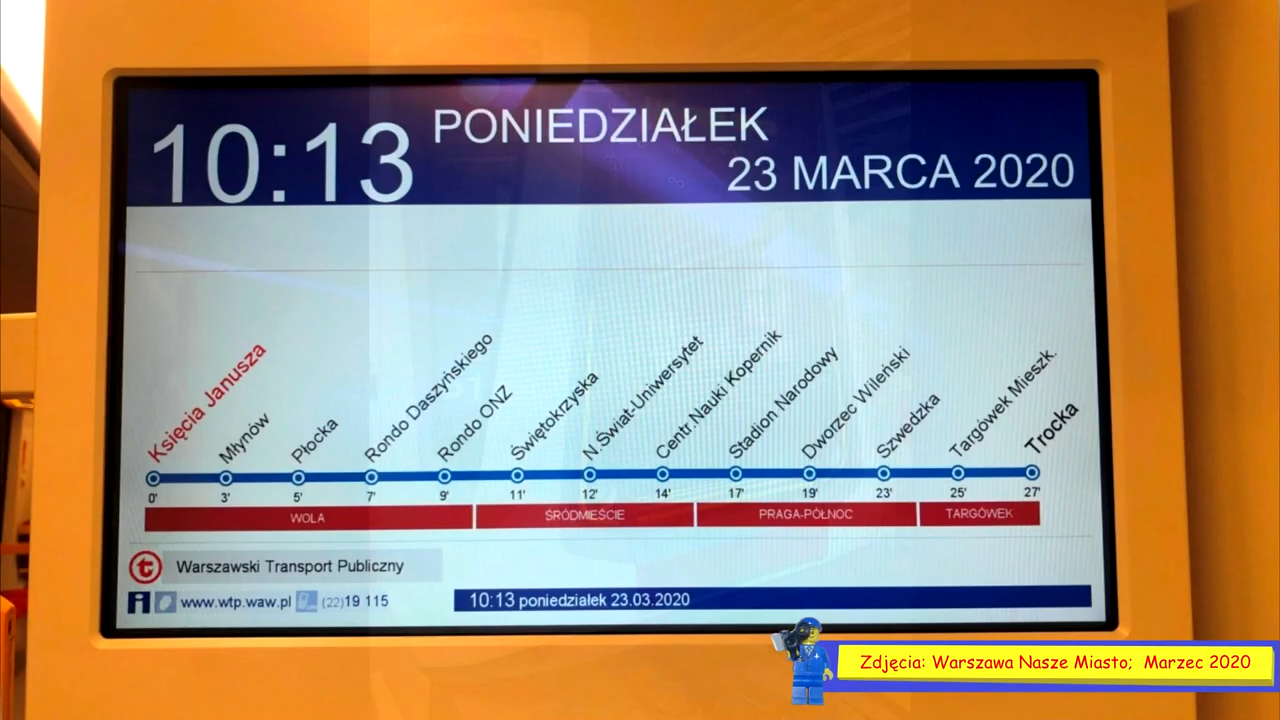 10:13
PONIEDZIAŁEK
23 MARCA 2020
Księcia Janusza
Młynów
Płocka
Rondo Daszyńskiego
Rondo ONZ
Świętokrzyska
N.Świat-Uniwersytet
Centr.Nauki Kopernik
Stadion Narodowy
Dworzec Wileński
Szwedzka
Targówek Mieszk.
Trocka
0' 3' 5' 7' 9' 11' 12' 14' 17' 19' 23' 25' 27'
WOLA ŚRÓDMIEŚCIE PRAGA-PÓŁNOC TARGÓWEK
t Warszawski Transport Publiczny
i www.wtp.waw.pl (22)19 115
10:13 poniedziałek 23.03.2020
Zdjęcia: Warszawa Nasze Miasto; Marzec 2020